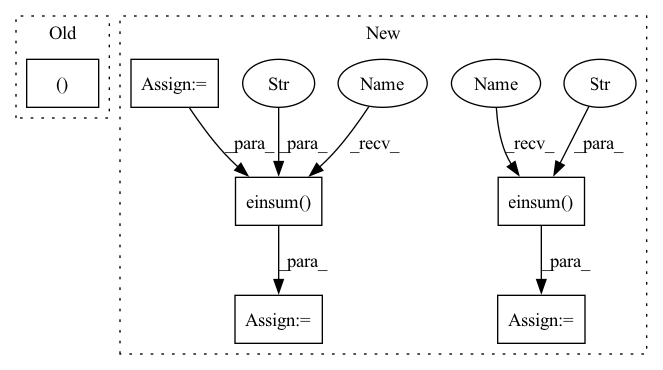 Old
New
()
Assign:=
Str
Name
Name
Str
_para_
_para_
_recv_
_recv_
_para_
einsum()
einsum()
_para_
_para_
Assign:=
Assign:=